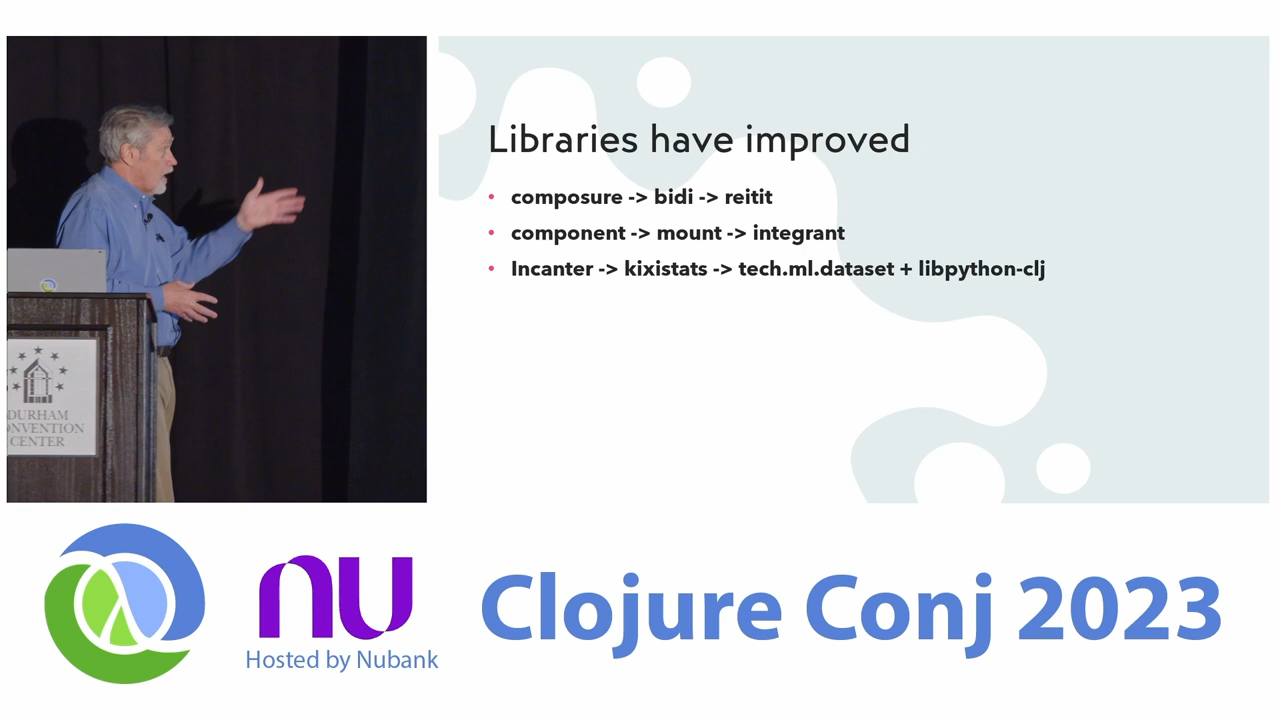 Libraries have improved
• composure -> bidi -> reitit
• component -> mount -> integrant
• Incanter -> kixistats -> tech.ml.dataset + libpython-clj
DURHAM
ONVENTION
CENTER
nu
Hosted by Nubank
Clojure Conj 2023